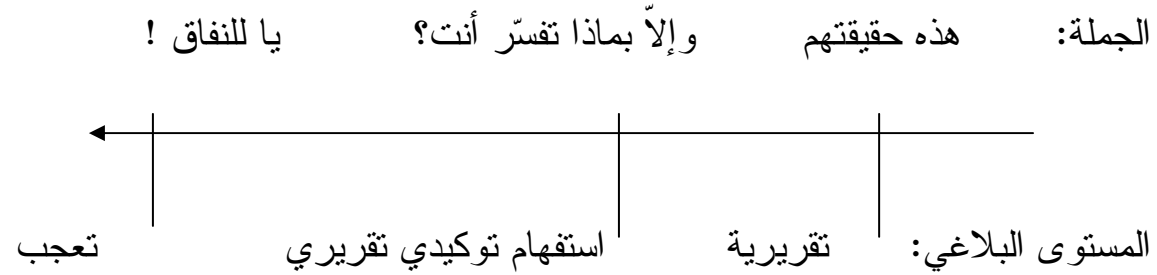 الجملة: هذه حقيقتهم وإلاّ بماذا تفسّر أنت؟ يا للنفاق !
المستوى البلاغي: تقريرية استفهام توكيدي تقريري تعجب